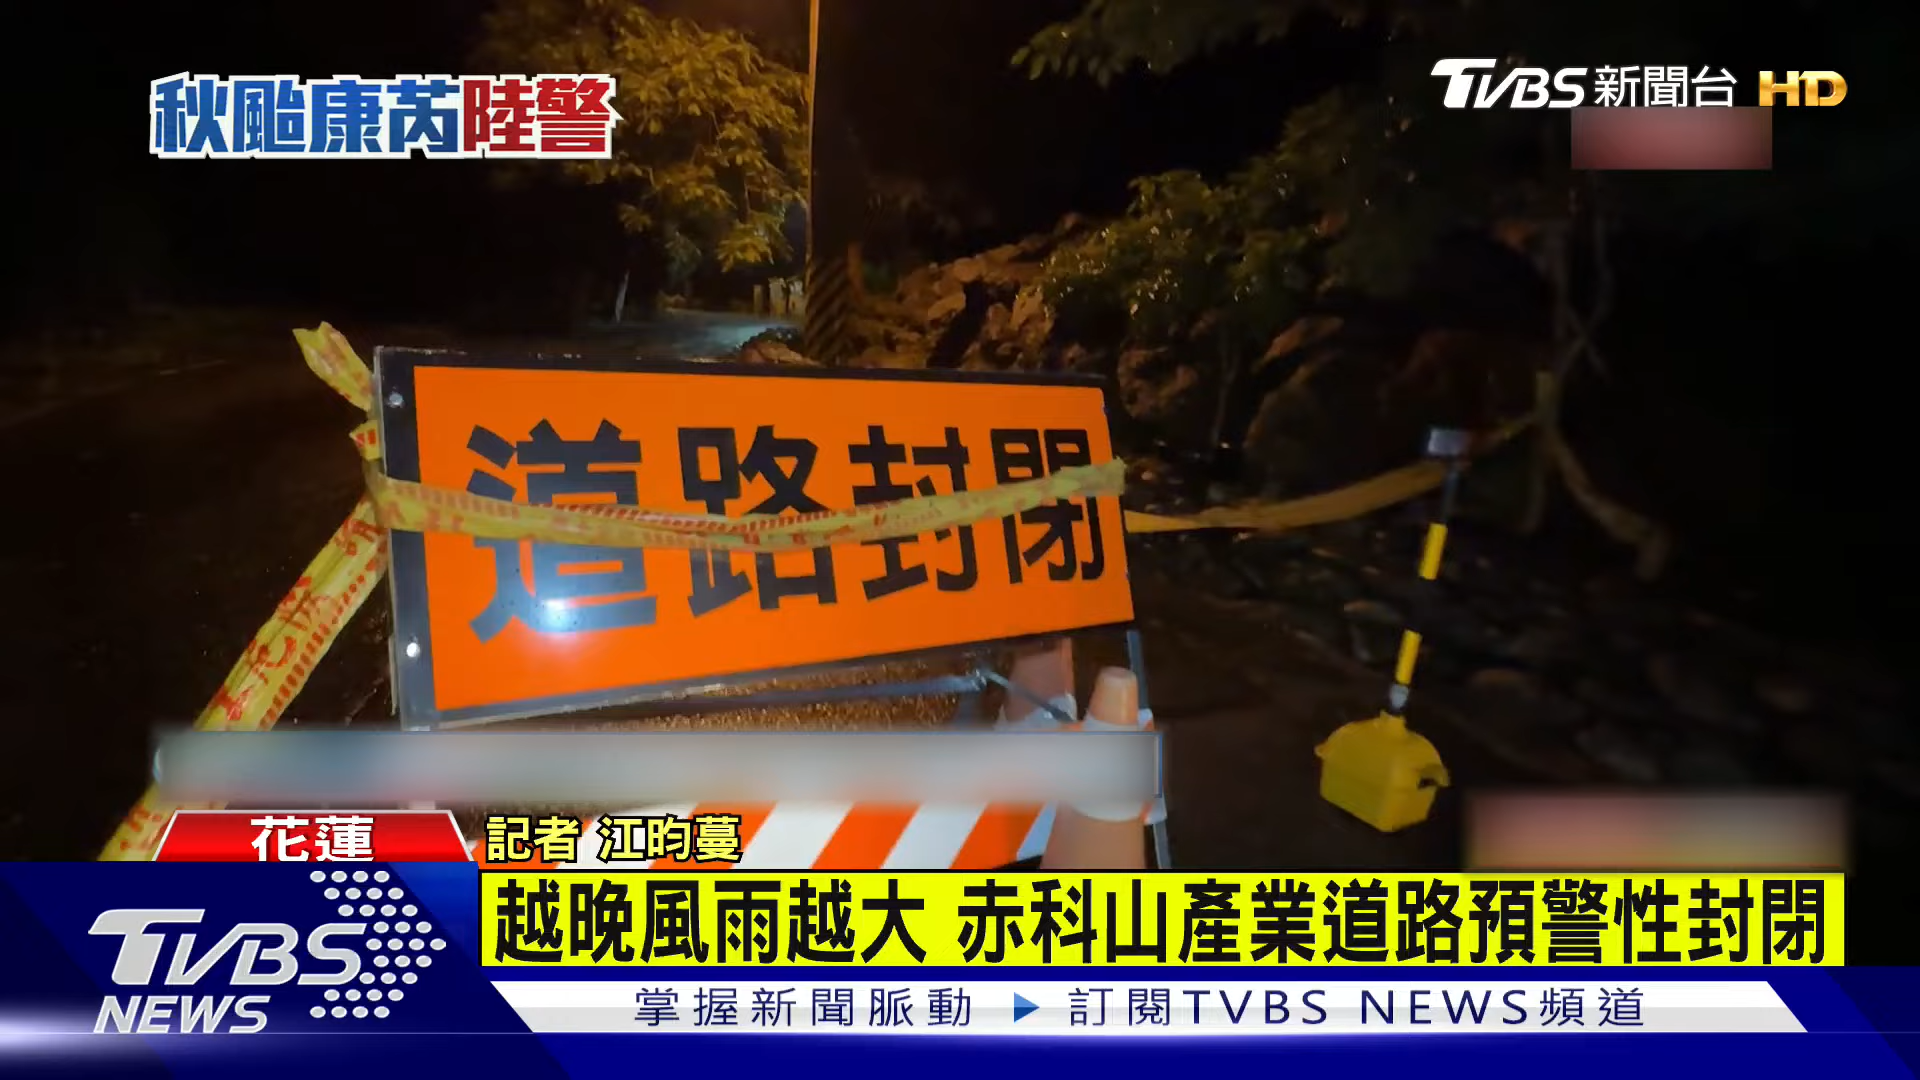 秋颱康芮陸警
TVBS新聞台 HD
道路封閉
花蓮
記者 江昀蔓
越晚風雨越大 赤科山產業道路預警性封閉
TVBS NEWS
掌握新聞脈動 ▶ 訂閱TVBS NEWS頻道